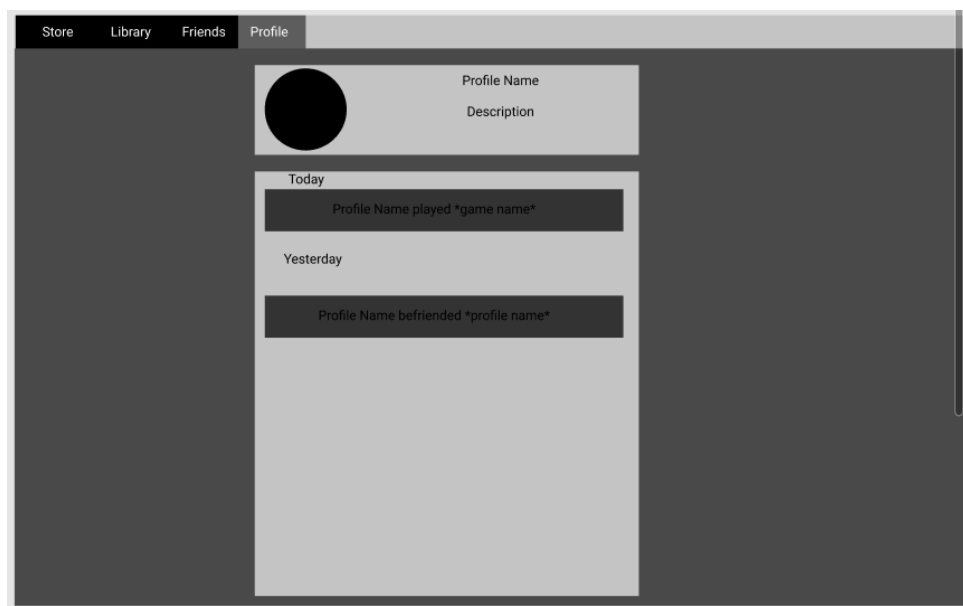 Store Library Friends Profile
Profile Name
Description
Today
Profile Name played *game name*
Yesterday
Profile Name befriended *profile name*